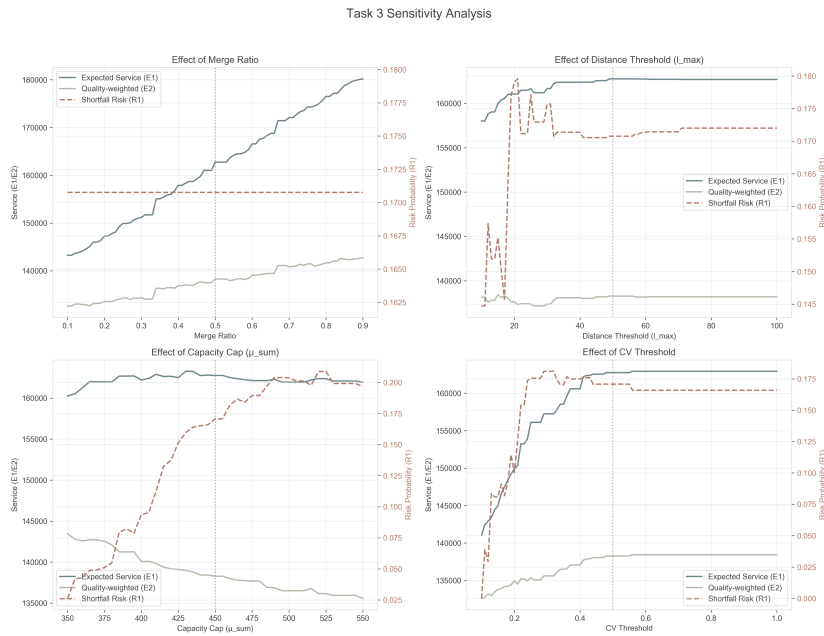 Task 3 Sensitivity Analysis
Effect of Merge Ratio
Expected Service (E1)
Quality-weighted (E2)
Shortfall Risk (R1)
Service (E1/E2)
180000
170000
160000
150000
140000
0.1800
0.1775
0.1750
0.1725
0.1700
0.1675
0.1650
0.1625
Risk Probability (R1)
0.1 0.2 0.3 0.4 0.5 0.6 0.7 0.8 0.9
Merge Ratio
Effect of Distance Threshold (l_max)
Expected Service (E1)
Quality-weighted (E2)
Shortfall Risk (R1)
Service (E1/E2)
160000
155000
150000
145000
140000
0.180
0.175
0.170
0.165
0.160
0.155
0.150
0.145
Risk Probability (R1)
20 40 60 80 100
Distance Threshold (l_max)
Effect of Capacity Cap (μ_sum)
Expected Service (E1)
Quality-weighted (E2)
Shortfall Risk (R1)
Service (E1/E2)
160000
155000
150000
145000
140000
135000
0.200
0.175
0.150
0.125
0.100
0.075
0.050
0.025
Risk Probability (R1)
350 375 400 425 450 475 500 525 550
Capacity Cap (μ_sum)
Effect of CV Threshold
Expected Service (E1)
Quality-weighted (E2)
Shortfall Risk (R1)
Service (E1/E2)
160000
155000
150000
145000
140000
135000
0.175
0.150
0.125
0.100
0.075
0.050
0.025
0.000
Risk Probability (R1)
0.2 0.4 0.6 0.8 1.0
CV Threshold